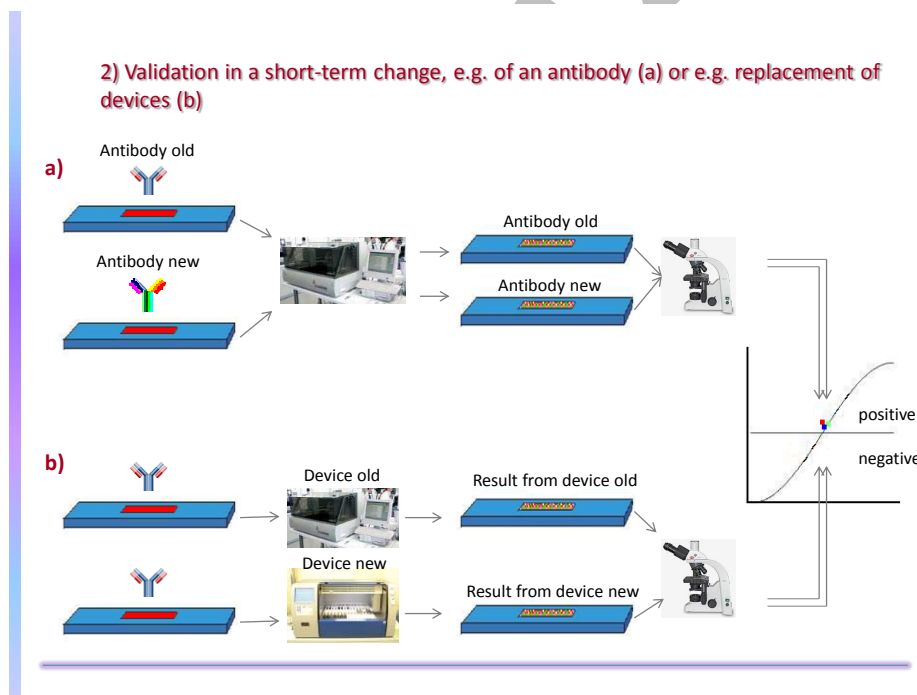 2) Validation in a short-term change, e.g. of an antibody (a) or e.g. replacement of
devices (b)
a)
Antibody old
Antibody new
Antibody old
Antibody new
positive
negative
b)
Device old
Device new
Result from device old
Result from device new